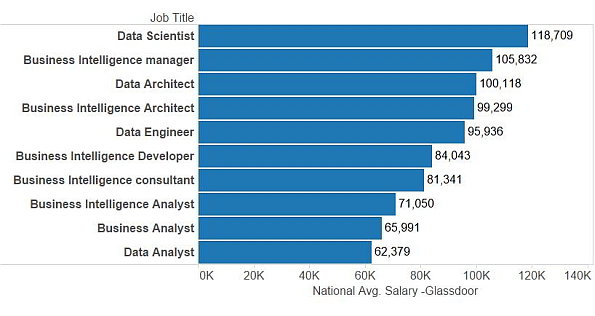 Job Title
Data Scientist 118,709
Business Intelligence manager 105,832
Data Architect 100,118
Business Intelligence Architect 99,299
Data Engineer 95,936
Business Intelligence Developer 84,043
Business Intelligence consultant 81,341
Business Intelligence Analyst 71,050
Business Analyst 65,991
Data Analyst 62,379
0K 20K 40K 60K 80K 100K 120K 140K
National Avg. Salary -Glassdoor